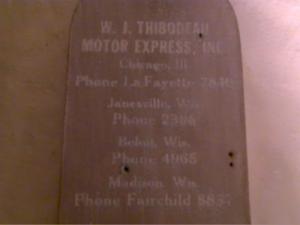 W. J. THIBODEAU
MOTOR EXPRESS, INC.
Chicago, Ill.
Phone LaFayette 7840
Janesville, Wis.
Phone
Beloit, Wis.
Phone 4965
Madison, Wis.
Phone Fairchild